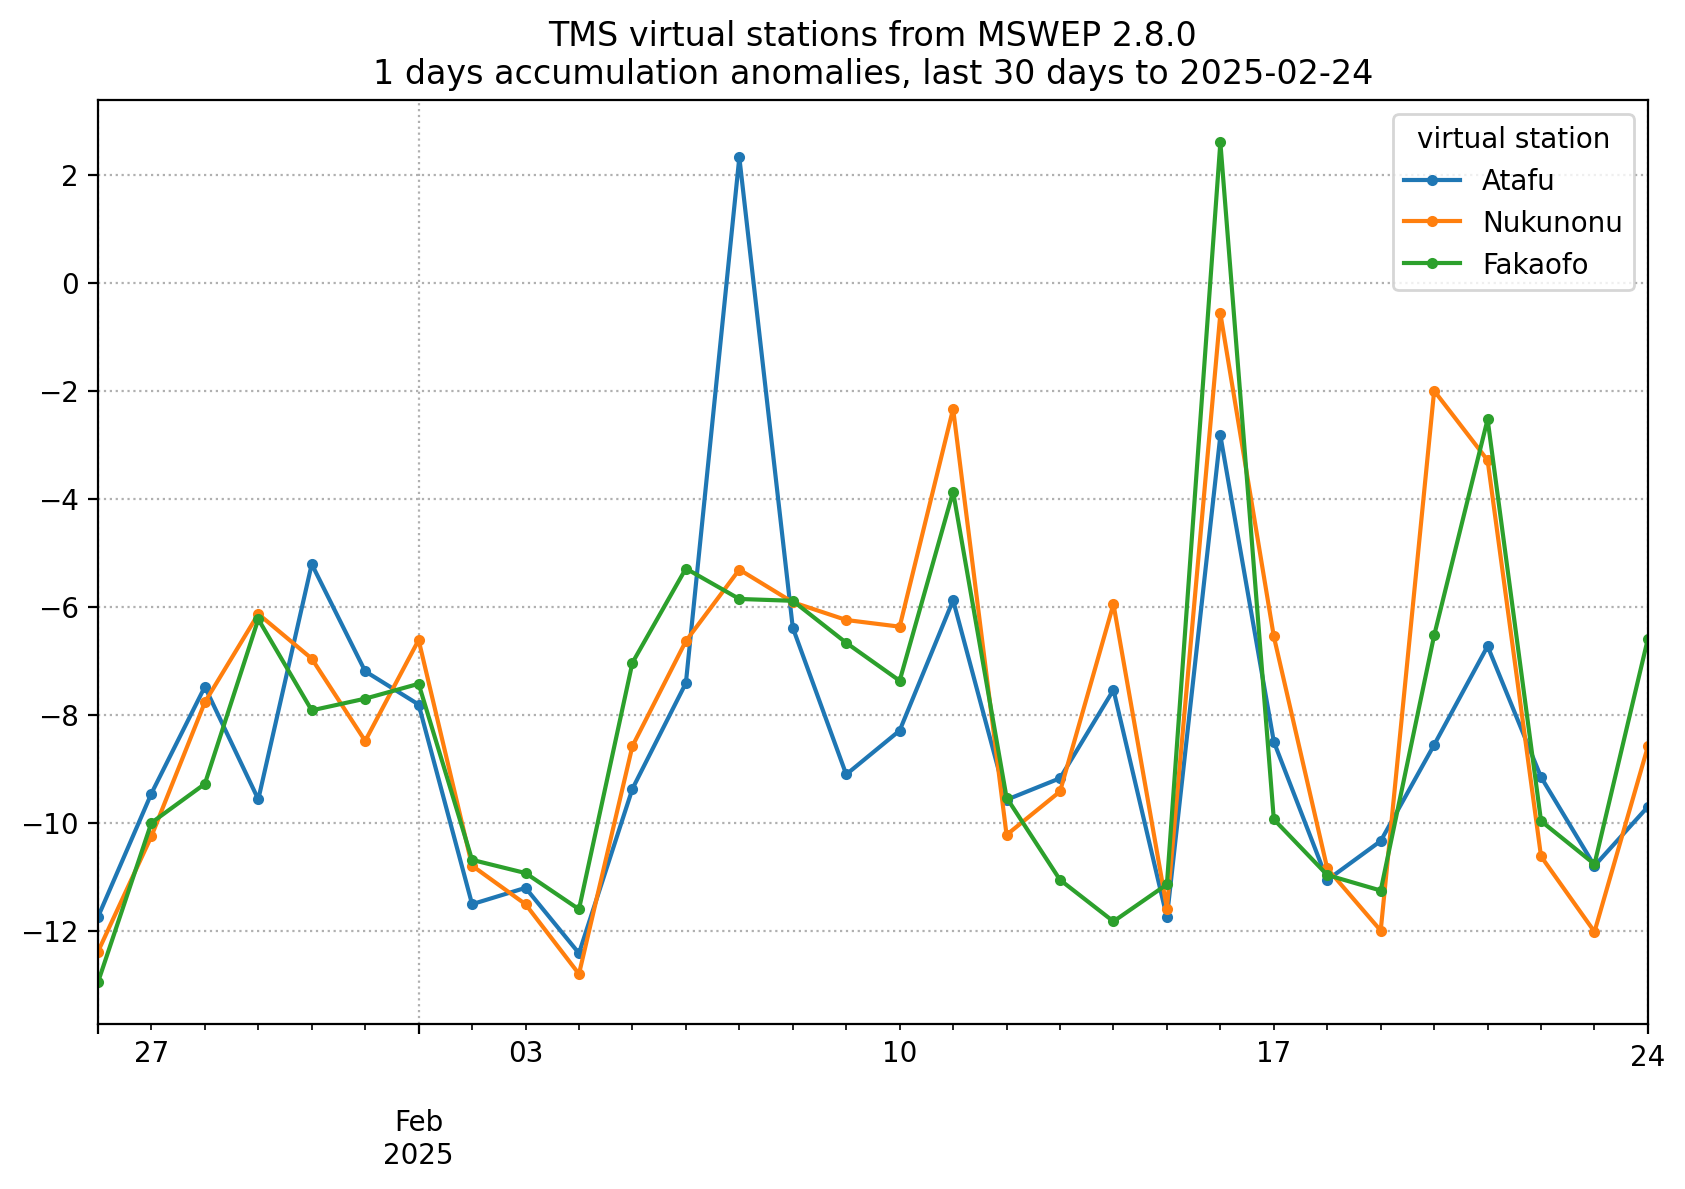 TMS virtual stations from MSWEP 2.8.0
1 days accumulation anomalies, last 30 days to 2025-02-24
virtual station
Atafu
Nukunonu
Fakaofo
2
0
−2
−4
−6
−8
−10
−12
27
03
10
17
24
Feb
2025